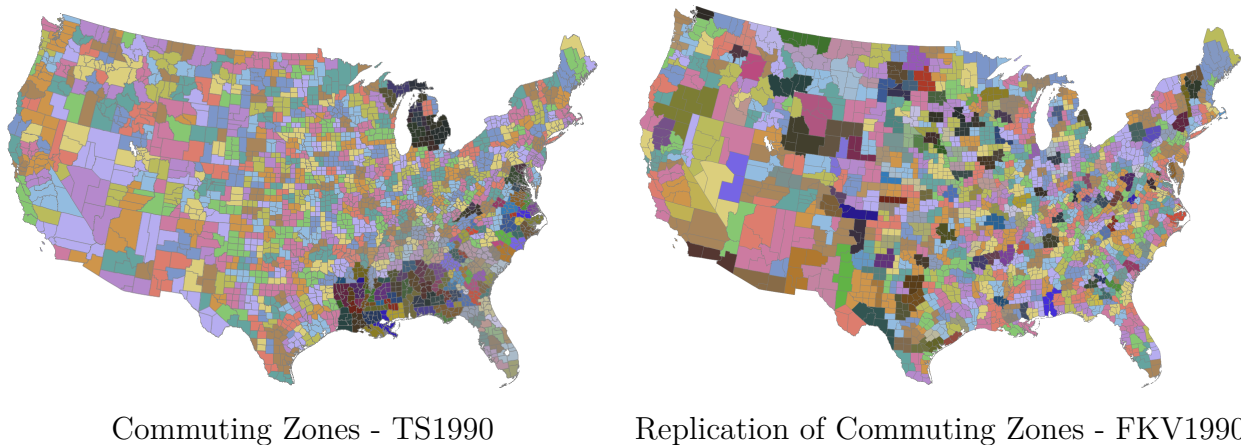 Commuting Zones - TS1990
Replication of Commuting Zones - FKV1990